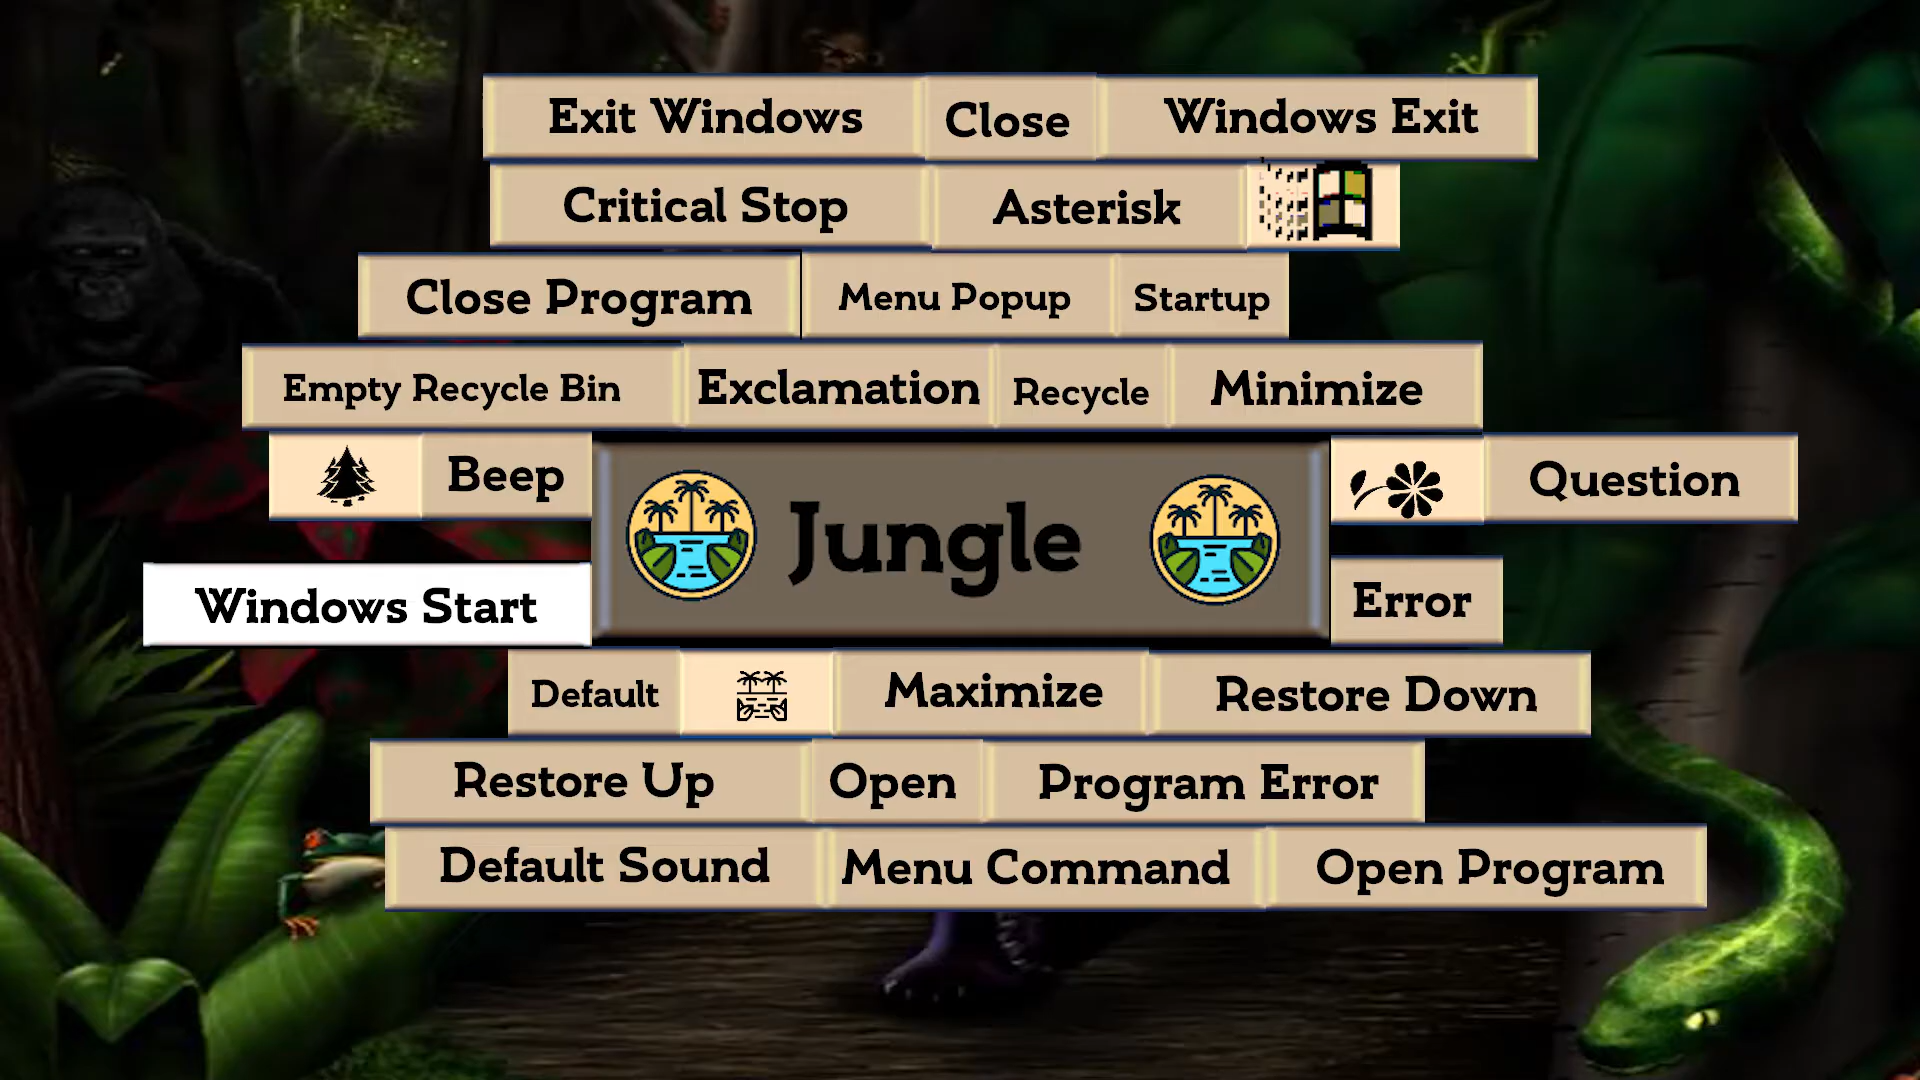 Exit Windows Close Windows Exit
Critical Stop Asterisk
Close Program Menu Popup Startup
Empty Recycle Bin Exclamation Recycle Minimize
Beep Question
Jungle
Windows Start Error
Default Maximize Restore Down
Restore Up Open Program Error
Default Sound Menu Command Open Program